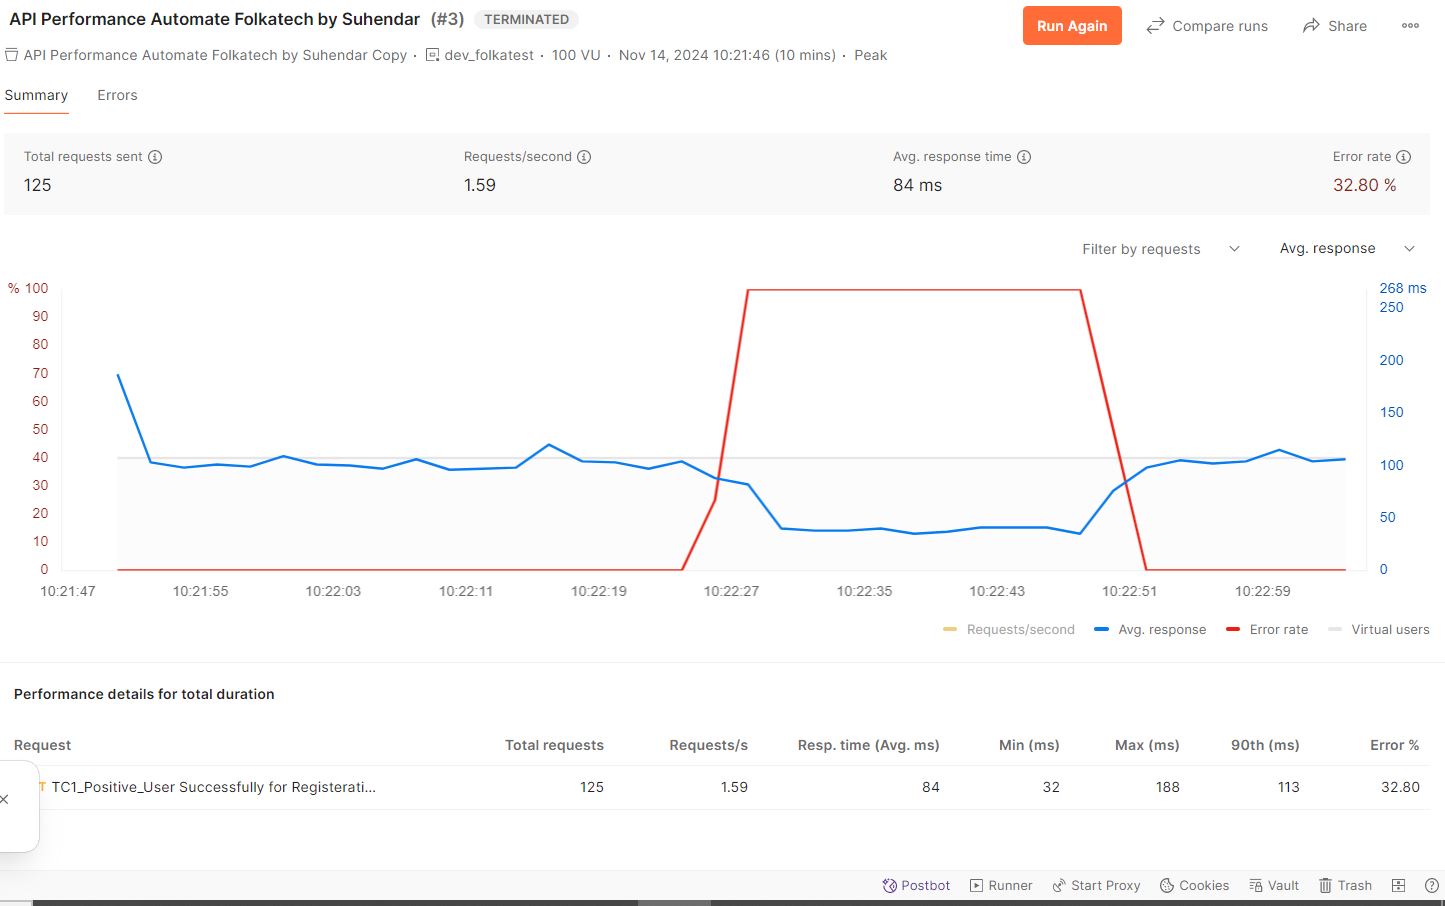 API Performance Automate Folkatech by Suhendar (#3) TERMINATED
Run Again Compare runs Share
API Performance Automate Folkatech by Suhendar Copy · dev_folkatest · 100 VU · Nov 14, 2024 10:21:46 (10 mins) · Peak
Summary Errors
Total requests sent Requests/second Avg. response time Error rate
125 1.59 84 ms 32.80 %
Filter by requests Avg. response
% 100 268 ms
90 250
80
70 200
60
50 150
40
30 100
20 50
10
0 0
10:21:47 10:21:55 10:22:03 10:22:11 10:22:19 10:22:27 10:22:35 10:22:43 10:22:51 10:22:59
Requests/second Avg. response Error rate Virtual users
Performance details for total duration
Request Total requests Requests/s Resp. time (Avg. ms) Min (ms) Max (ms) 90th (ms) Error %
T TC1_Positive_User Successfully for Registerati... 125 1.59 84 32 188 113 32.80
Postbot Runner Start Proxy Cookies Vault Trash